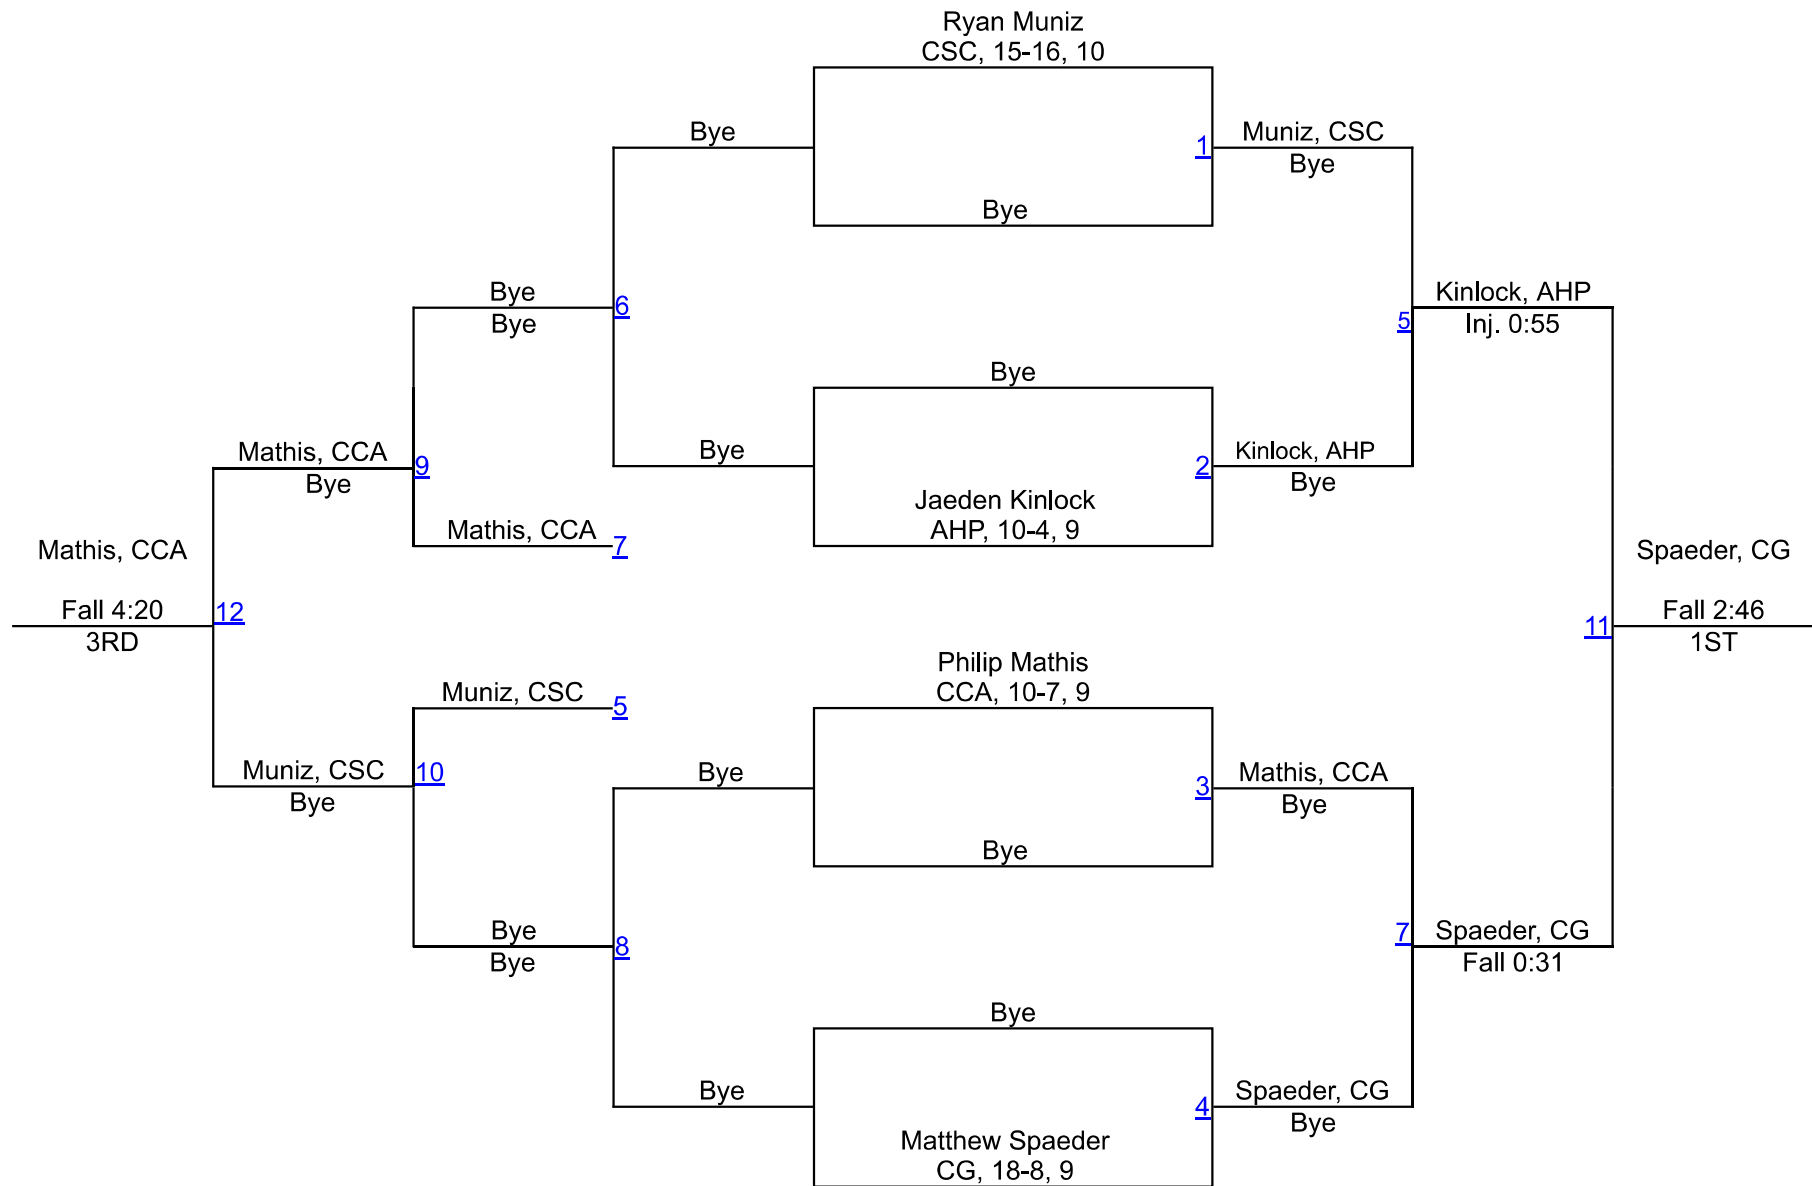 Ryan Muniz
CSC, 15-16, 10
Bye
1
Muniz, CSC
Bye
Bye
Bye
Bye
6
Kinlock, AHP
Inj. 0:55
5
Bye
Mathis, CCA
Bye
9
Bye
Jaeden Kinlock
AHP, 10-4, 9
2
Kinlock, AHP
Bye
Mathis, CCA
7
Mathis, CCA
Fall 4:20
3RD
12
Spaeder, CG
Fall 2:46
1ST
11
Philip Mathis
CCA, 10-7, 9
Muniz, CSC
5
Muniz, CSC
Bye
10
Bye
3
Mathis, CCA
Bye
Bye
Bye
Bye
8
7
Spaeder, CG
Fall 0:31
Bye
Bye
4
Spaeder, CG
Bye
Matthew Spaeder
CG, 18-8, 9